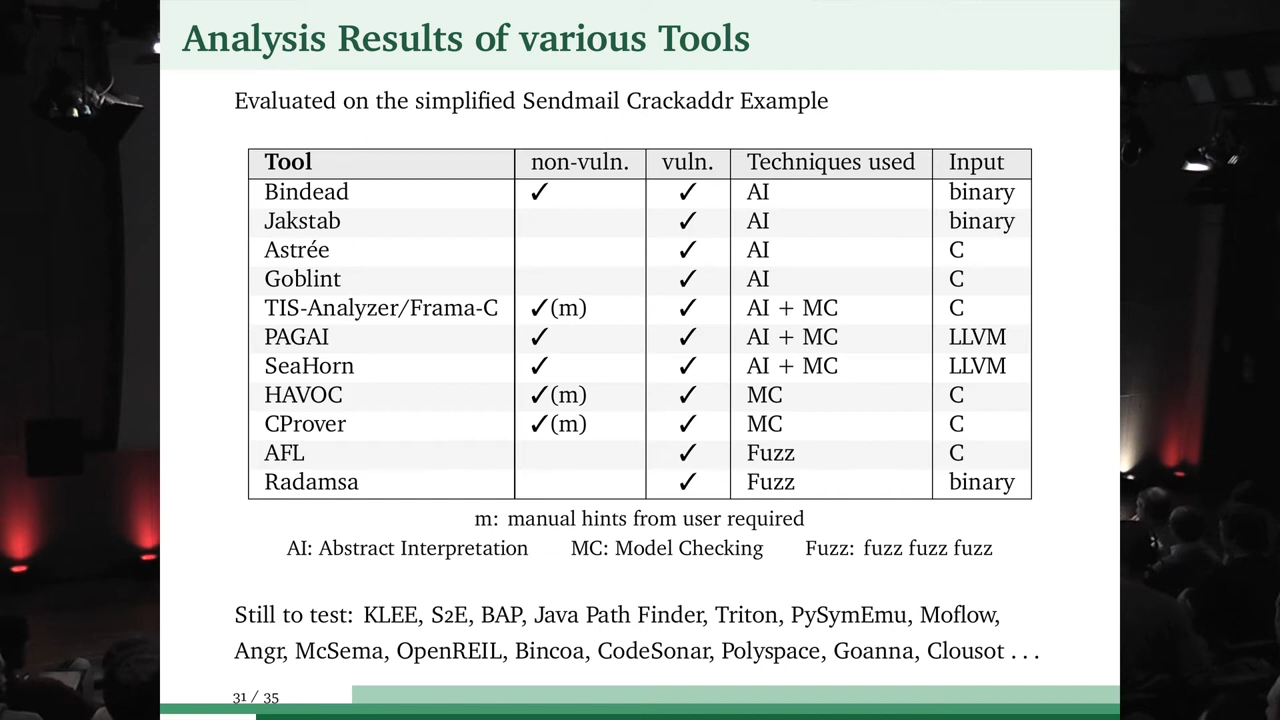 Analysis Results of various Tools
Evaluated on the simplified Sendmail Crackaddr Example
Tool non-vuln. vuln. Techniques used Input
Bindead ✓ ✓ AI binary
Jakstab ✓ AI binary
Astrée ✓ AI C
Goblint ✓ AI C
TIS-Analyzer/Frama-C ✓(m) ✓ AI + MC C
PAGAI ✓ ✓ AI + MC LLVM
SeaHorn ✓ ✓ AI + MC LLVM
HAVOC ✓(m) ✓ MC C
CProver ✓(m) ✓ MC C
AFL ✓ Fuzz C
Radamsa ✓ Fuzz binary
m: manual hints from user required
AI: Abstract Interpretation MC: Model Checking Fuzz: fuzz fuzz fuzz
Still to test: KLEE, S2E, BAP, Java Path Finder, Triton, PySymEmu, Moflow,
Angr, McSema, OpenREIL, Bincoa, CodeSonar, Polyspace, Goanna, Clousot . . .
31 / 35